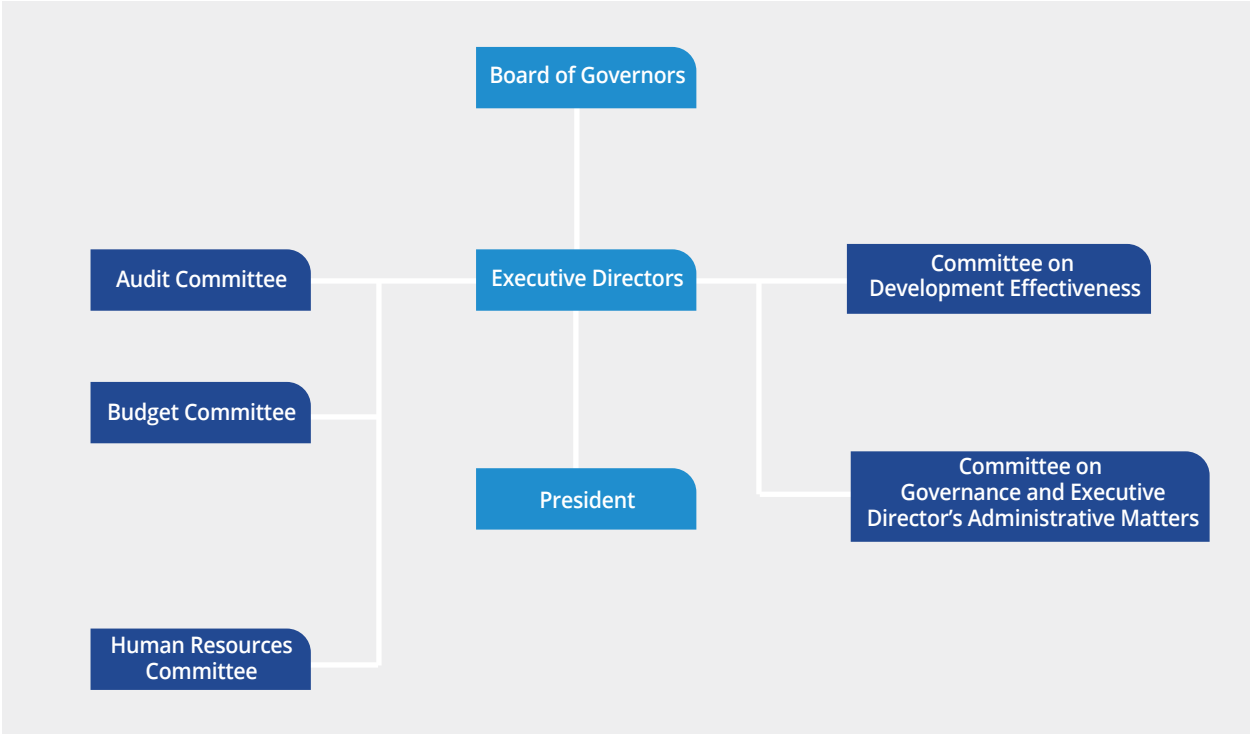 Board of Governors
Audit Committee
Executive Directors
Committee on
Development Effectiveness
Budget Committee
President
Committee on
Governance and Executive
Director’s Administrative Matters
Human Resources
Committee